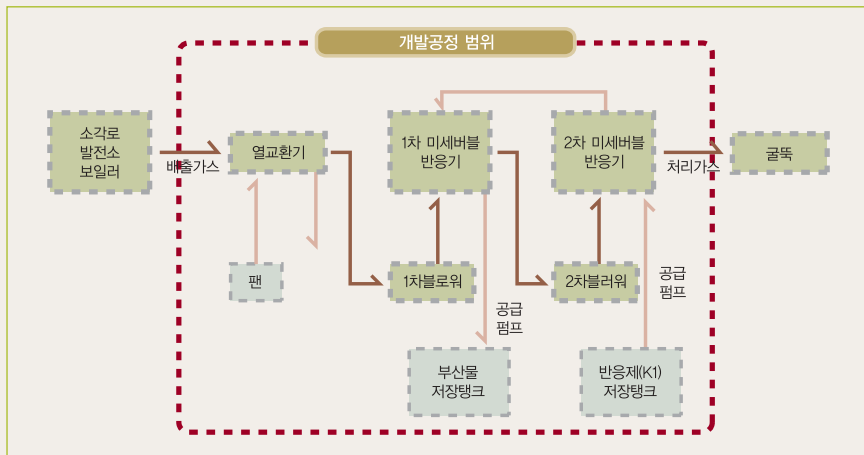 개발공정 범위
소각로
발전소
보일러
배출가스
열교환기
1차 미세버블
반응기
2차 미세버블
반응기
처리가스
굴뚝
팬
1차블로워
2차블러워
공급
펌프
공급
펌프
부산물
저장탱크
반응제(K1)
저장탱크